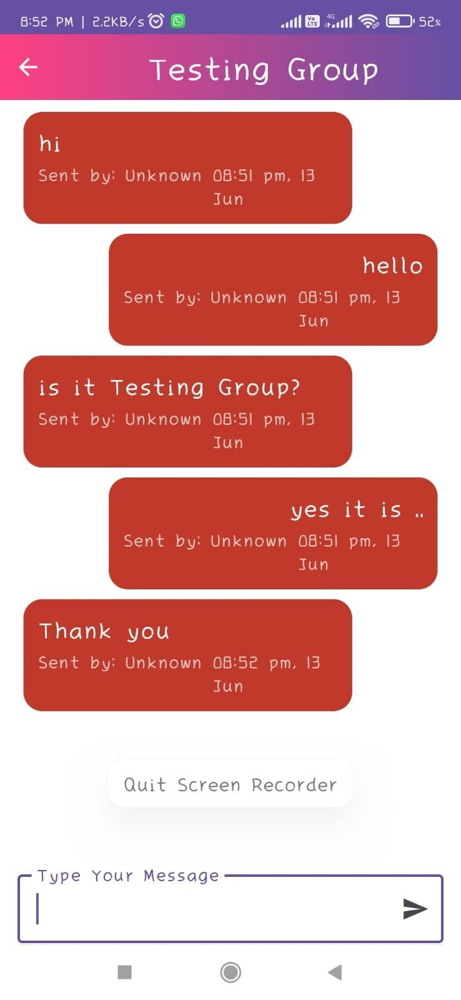 8:52 PM | 2.2KB/s Vo LTE 4G 52%
Testing Group
hi
Sent by: Unknown 08:51 pm, 13
Jun
hello
Sent by: Unknown 08:51 pm, 13
Jun
is it Testing Group?
Sent by: Unknown 08:51 pm, 13
Jun
yes it is ..
Sent by: Unknown 08:51 pm, 13
Jun
Thank you
Sent by: Unknown 08:52 pm, 13
Jun
Quit Screen Recorder
Type Your Message